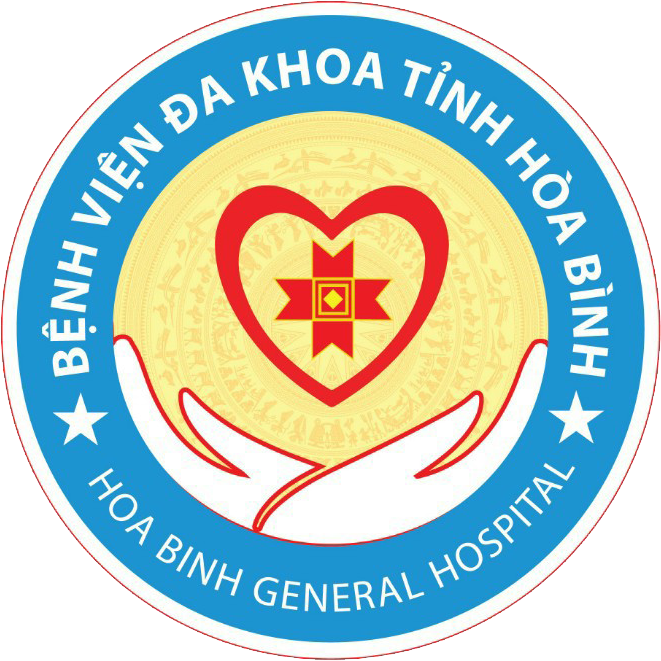 BỆNH VIỆN ĐA KHOA TỈNH HÒA BÌNH
HOA BINH GENERAL HOSPITAL